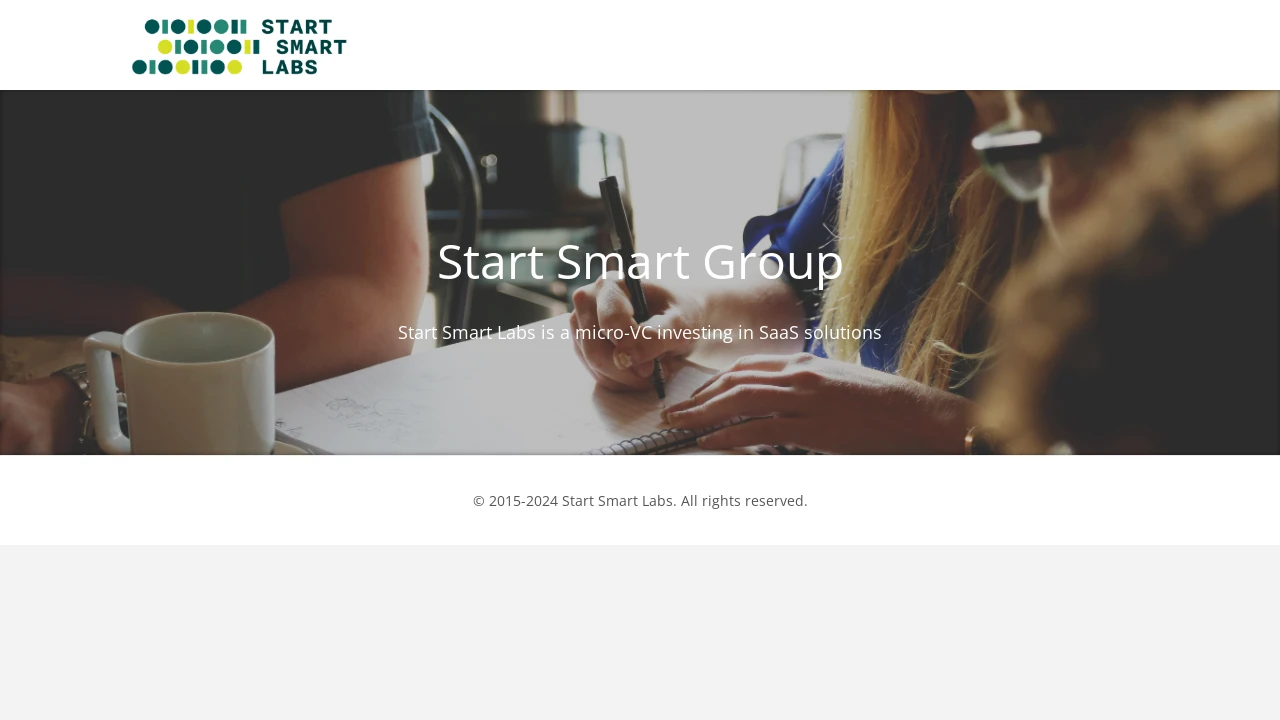 START
SMART
LABS
Start Smart Group
Start Smart Labs is a micro-VC investing in SaaS solutions
© 2015-2024 Start Smart Labs. All rights reserved.